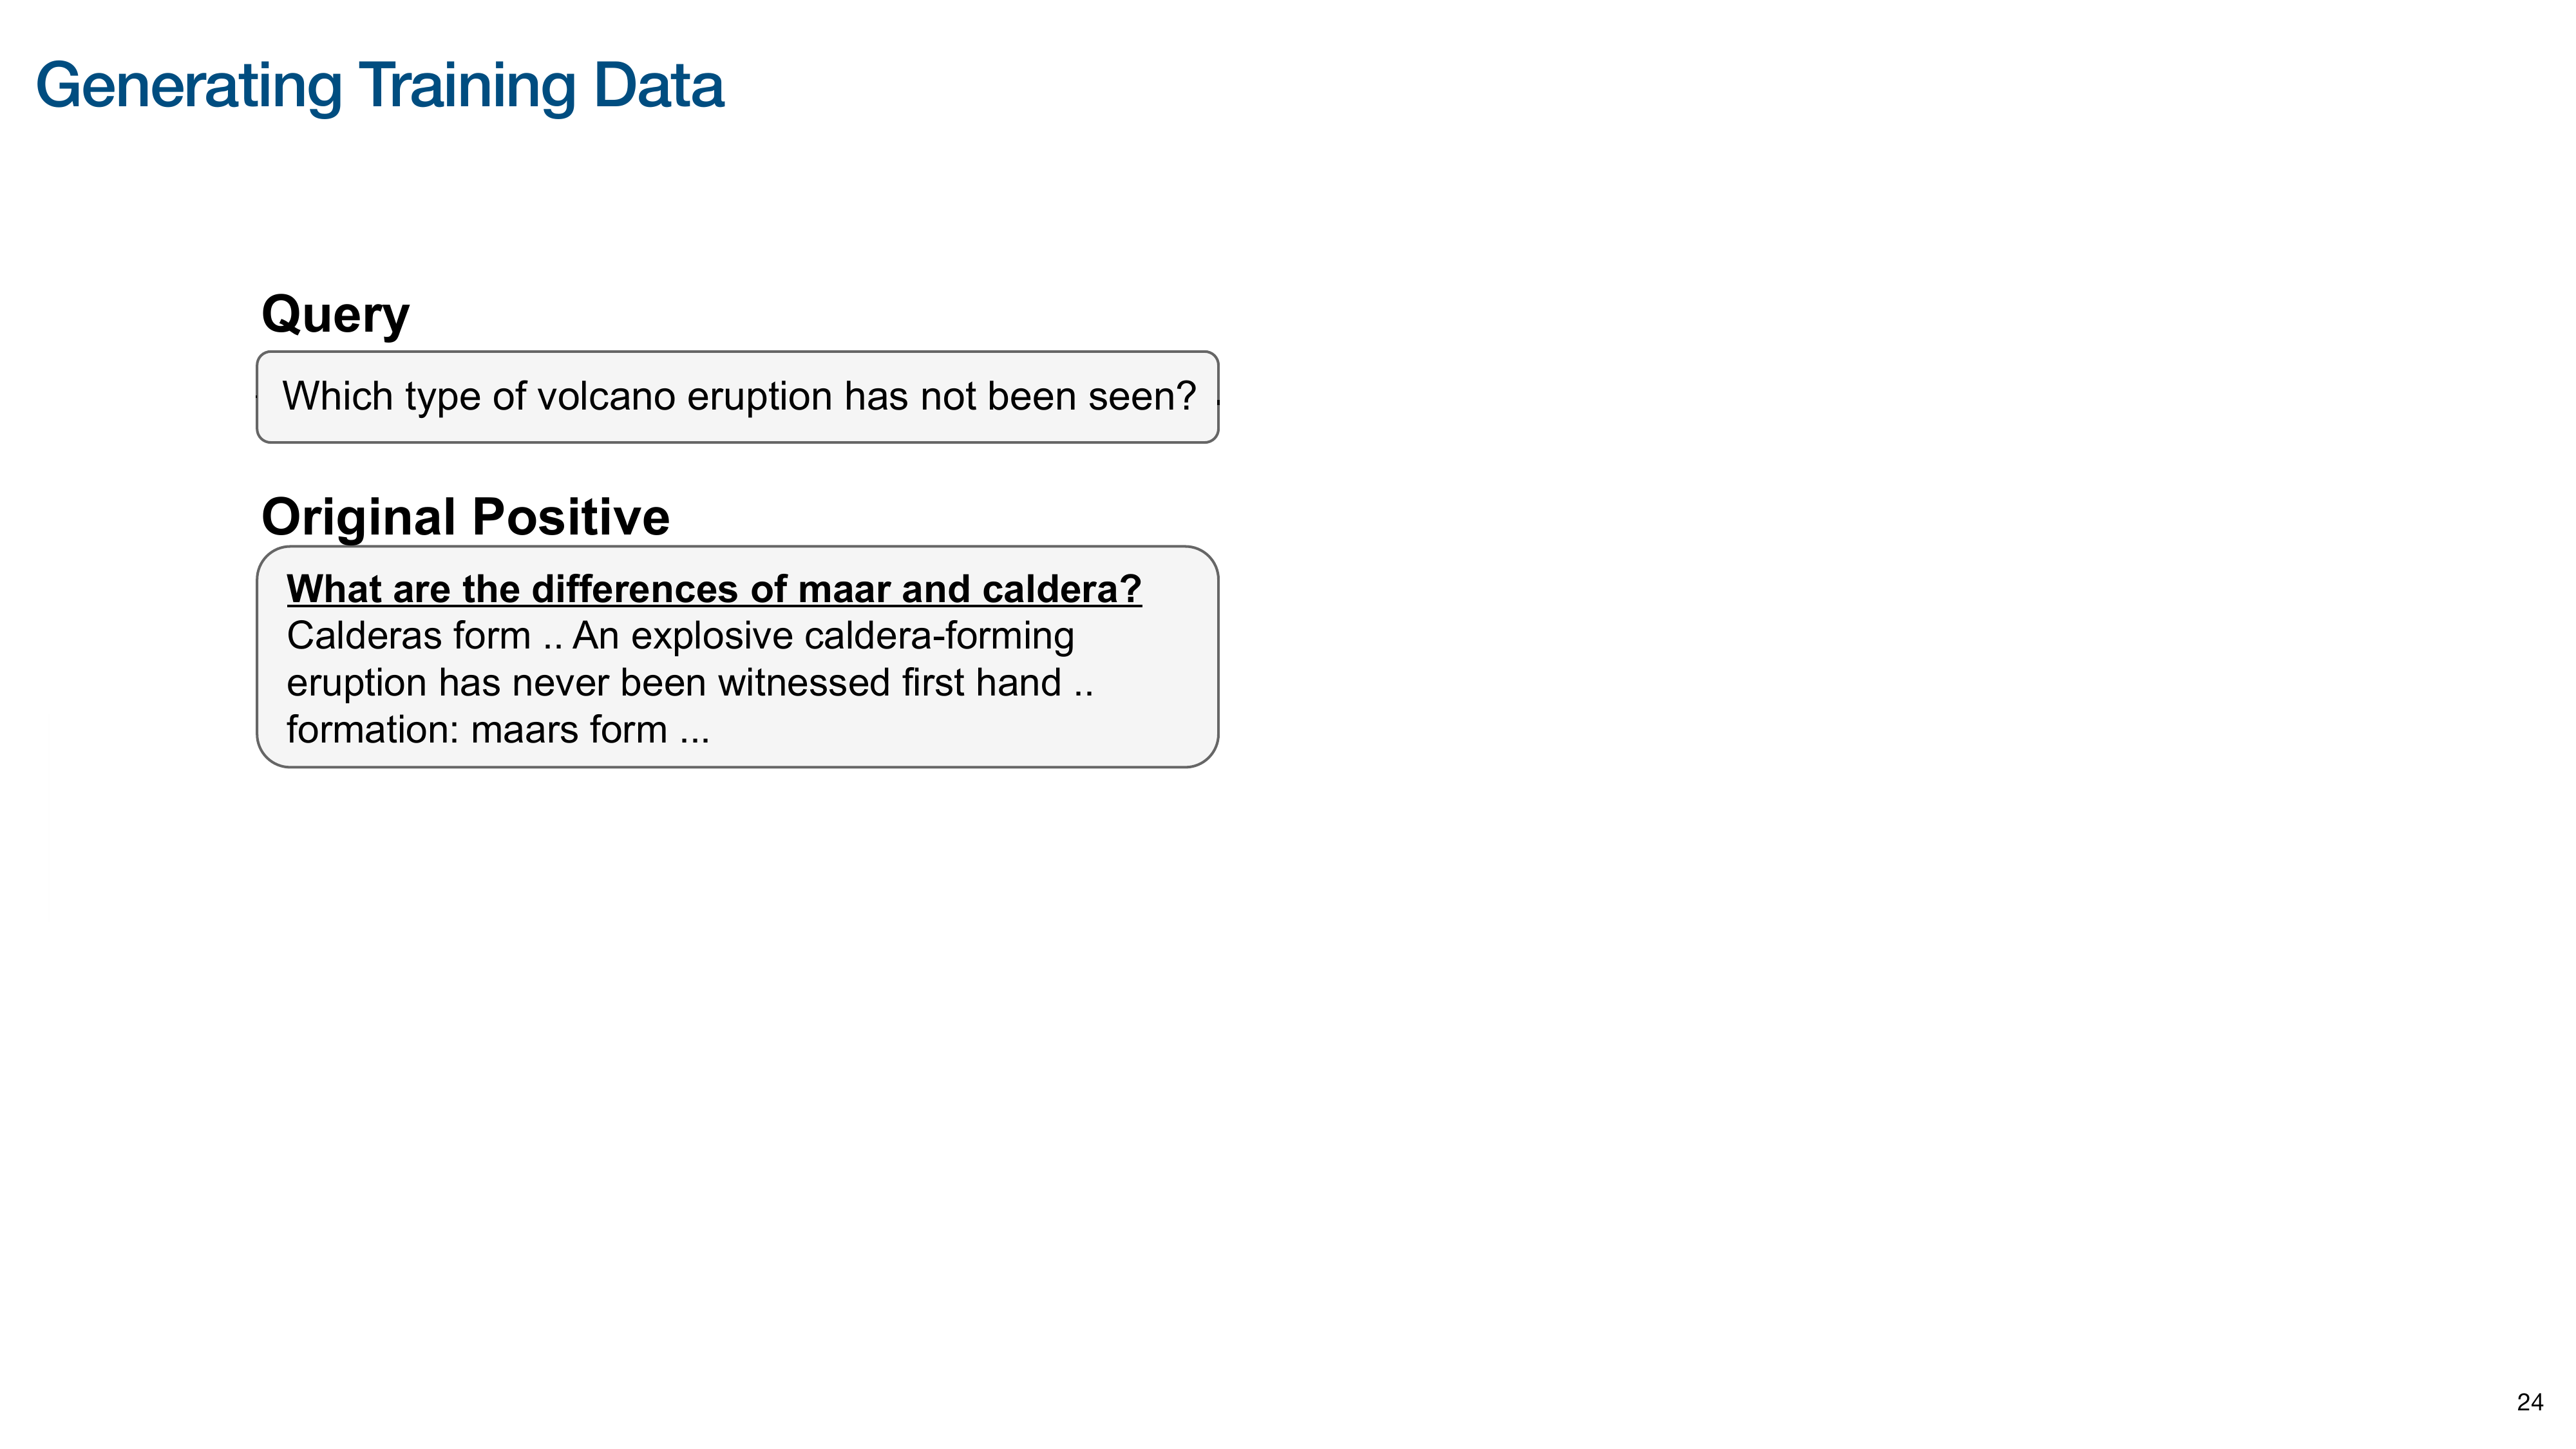 Generating Training Data
Query
Which type of volcano eruption has not been seen?
Original Positive
What are the differences of maar and caldera?
Calderas form .. An explosive caldera-forming
eruption has never been witnessed first hand ..
formation: maars form ...
24